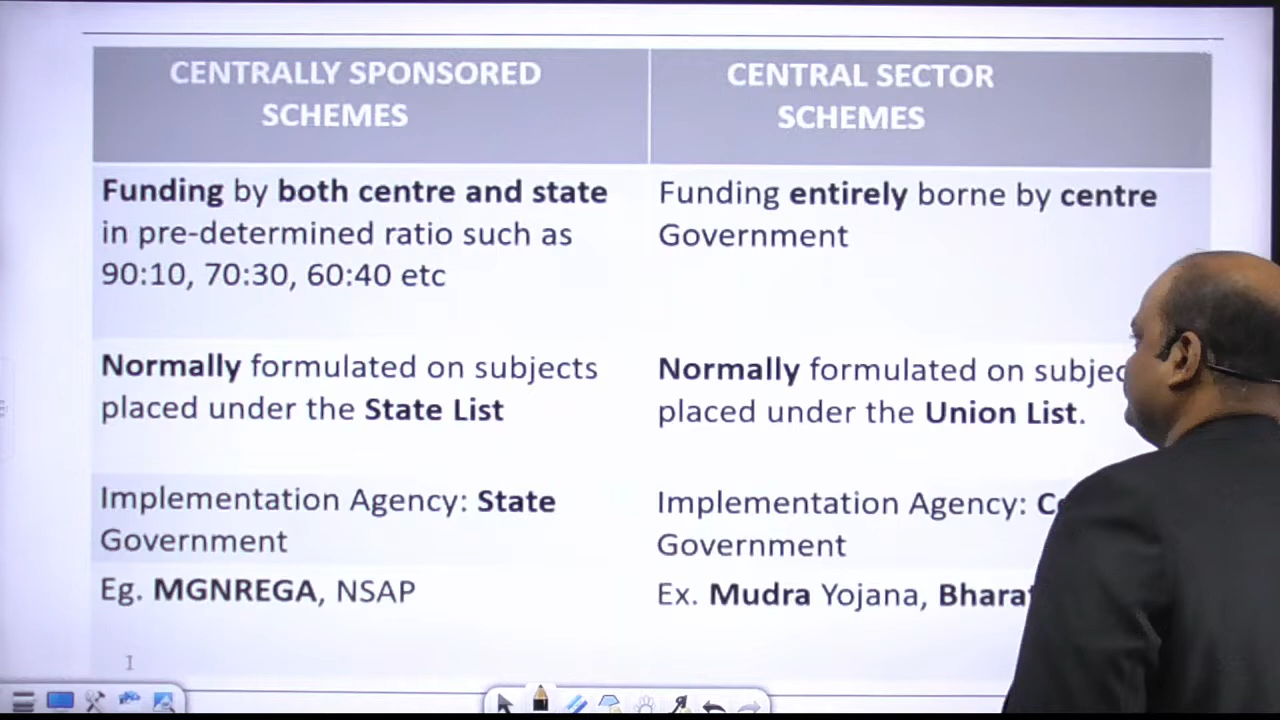 CENTRALLY SPONSORED
SCHEMES
CENTRAL SECTOR
SCHEMES
Funding by both centre and state
in pre-determined ratio such as
90:10, 70:30, 60:40 etc
Funding entirely borne by centre
Government
Normally formulated on subjects
placed under the State List
Normally formulated on
placed under the Union List.
Implementation Agency: State
Government
Implementation Agency:
Government
Eg. MGNREGA, NSAP
Ex. Mudra Yojana,